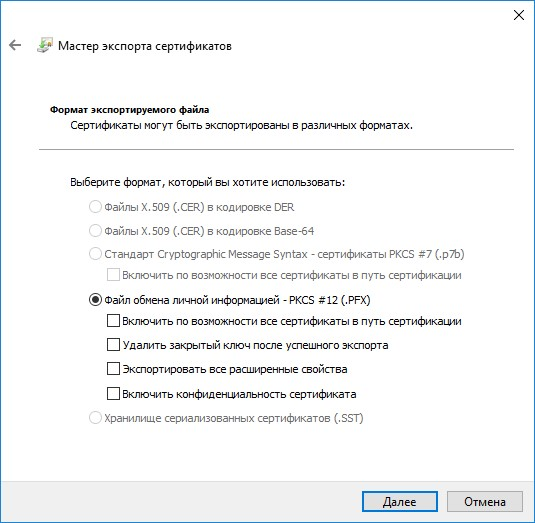 Мастер экспорта сертификатов
Формат экспортируемого файла
Сертификаты могут быть экспортированы в различных форматах.
Выберите формат, который вы хотите использовать:
Файлы X.509 (.CER) в кодировке DER
Файлы X.509 (.CER) в кодировке Base-64
Стандарт Cryptographic Message Syntax - сертификаты PKCS #7 (.p7b)
Включить по возможности все сертификаты в путь сертификации
Файл обмена личной информацией - PKCS #12 (.PFX)
Включить по возможности все сертификаты в путь сертификации
Удалить закрытый ключ после успешного экспорта
Экспортировать все расширенные свойства
Включить конфиденциальность сертификата
Хранилище сериализованных сертификатов (.SST)
Далее
Отмена